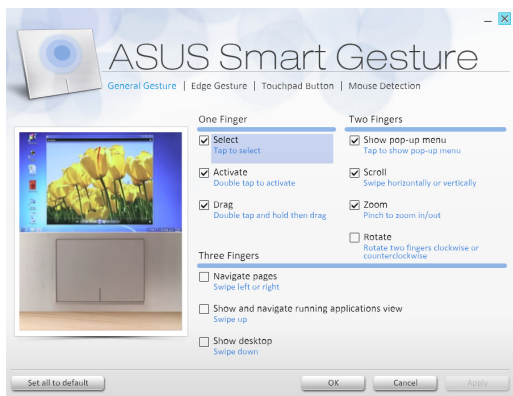 ASUS Smart Gesture
General Gesture | Edge Gesture | Touchpad Button | Mouse Detection
One Finger
Select
Tap to select
Activate
Double tap to activate
Drag
Double tap and hold then drag
Two Fingers
Show pop-up menu
Tap to show pop-up menu
Scroll
Swipe horizontally or vertically
Zoom
Pinch to zoom in/out
Rotate
Rotate two fingers clockwise or
counterclockwise
Three Fingers
Navigate pages
Swipe left or right
Show and navigate running applications view
Swipe up
Show desktop
Swipe down
Set all to default
OK
Cancel
Apply